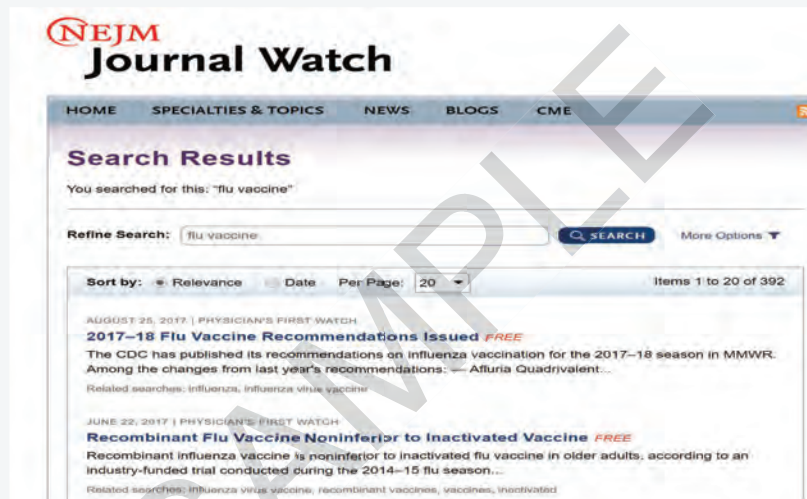 NEJM
Journal Watch
HOME SPECIALTIES & TOPICS NEWS BLOGS CME
Search Results
You searched for this: "flu vaccine"
Refine Search: flu vaccine SEARCH More Options
Sort by: Relevance Date Per Page: 20 Items 1 to 20 of 392
AUGUST 25, 2017 | PHYSICIAN'S FIRST WATCH
2017–18 Flu Vaccine Recommendations Issued FREE
The CDC has published its recommendations on influenza vaccination for the 2017–18 season in MMWR.
Among the changes from last year's recommendations: — Afluria Quadrivalent...
Related searches: influenza, influenza virus vaccine
JUNE 22, 2017 | PHYSICIAN'S FIRST WATCH
Recombinant Flu Vaccine Noninferior to Inactivated Vaccine FREE
Recombinant influenza vaccine is noninferior to inactivated flu vaccine in older adults, according to an
industry-funded trial conducted during the 2014–15 flu season...
Related searches: influenza virus vaccine, recombinant vaccines, vaccines, inactivated
SAMPLE